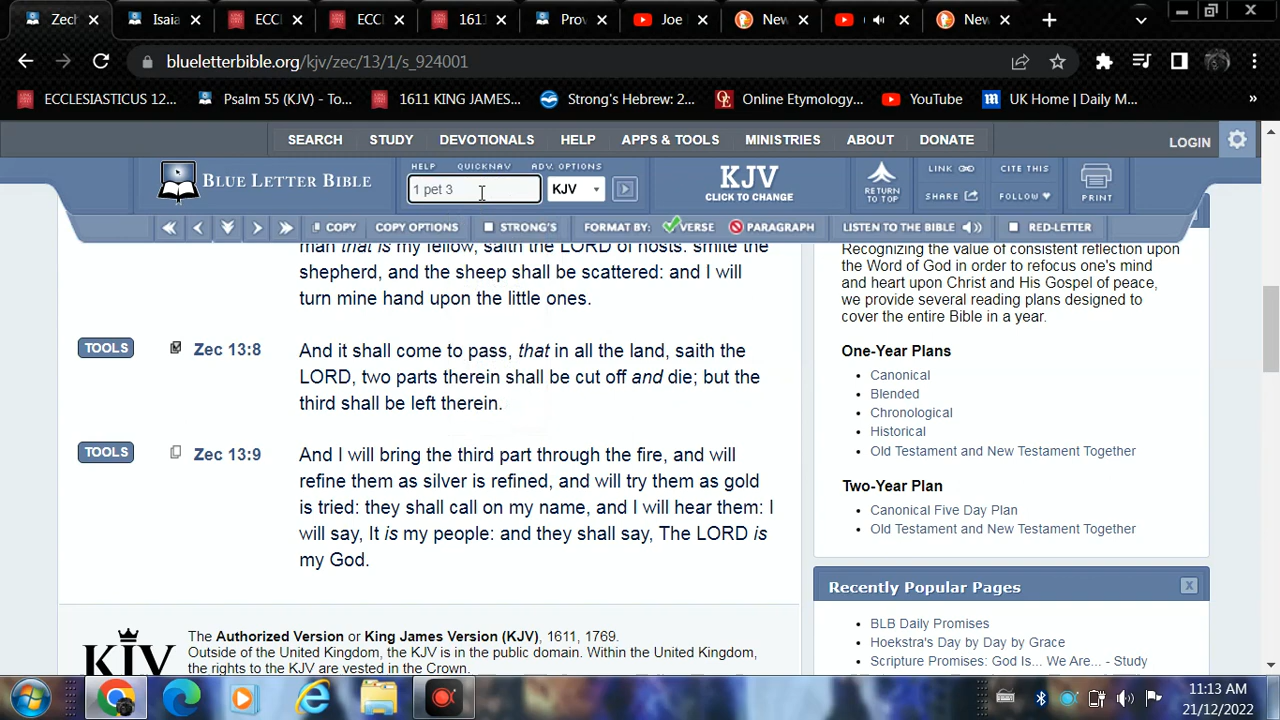 Zech
Isaia
ECCL
ECCL
1611
Prov
Joe
New
New
blueletterbible.org/kjv/zec/13/1/s_924001
ECCLESIASTICUS 12...
Psalm 55 (KJV) - To...
1611 KING JAMES...
Strong's Hebrew: 2...
Online Etymology...
YouTube
UK Home | Daily M...
»
SEARCH
STUDY
DEVOTIONALS
HELP
APPS & TOOLS
MINISTRIES
ABOUT
DONATE
LOGIN
BLUE LETTER BIBLE
HELP
QUICKNAV
ADV. OPTIONS
1 pet 3
KJV
KJV
CLICK TO CHANGE
RETURN
TO TOP
LINK
CITE THIS
SHARE
FOLLOW
PRINT
COPY
COPY OPTIONS
STRONG'S
FORMAT BY:
VERSE
PARAGRAPH
LISTEN TO THE BIBLE
RED-LETTER
man that is my fellow, saith the LORD of hosts: smite the
shepherd, and the sheep shall be scattered: and I will
turn mine hand upon the little ones.
TOOLS
Zec 13:8
And it shall come to pass, that in all the land, saith the
LORD, two parts therein shall be cut off and die; but the
third shall be left therein.
TOOLS
Zec 13:9
And I will bring the third part through the fire, and will
refine them as silver is refined, and will try them as gold
is tried: they shall call on my name, and I will hear them: I
will say, It is my people: and they shall say, The LORD is
my God.
KJV
The Authorized Version or King James Version (KJV), 1611, 1769.
Outside of the United Kingdom, the KJV is in the public domain. Within the United Kingdom,
the rights to the KJV are vested in the Crown.
Recognizing the value of consistent reflection upon
the Word of God in order to refocus one's mind
and heart upon Christ and His Gospel of peace,
we provide several reading plans designed to
cover the entire Bible in a year.
One-Year Plans
Canonical
Blended
Chronological
Historical
Old Testament and New Testament Together
Two-Year Plan
Canonical Five Day Plan
Old Testament and New Testament Together
Recently Popular Pages
BLB Daily Promises
Hoekstra's Day by Day by Grace
Scripture Promises: God Is... We Are... - Study
11:13 AM
21/12/2022